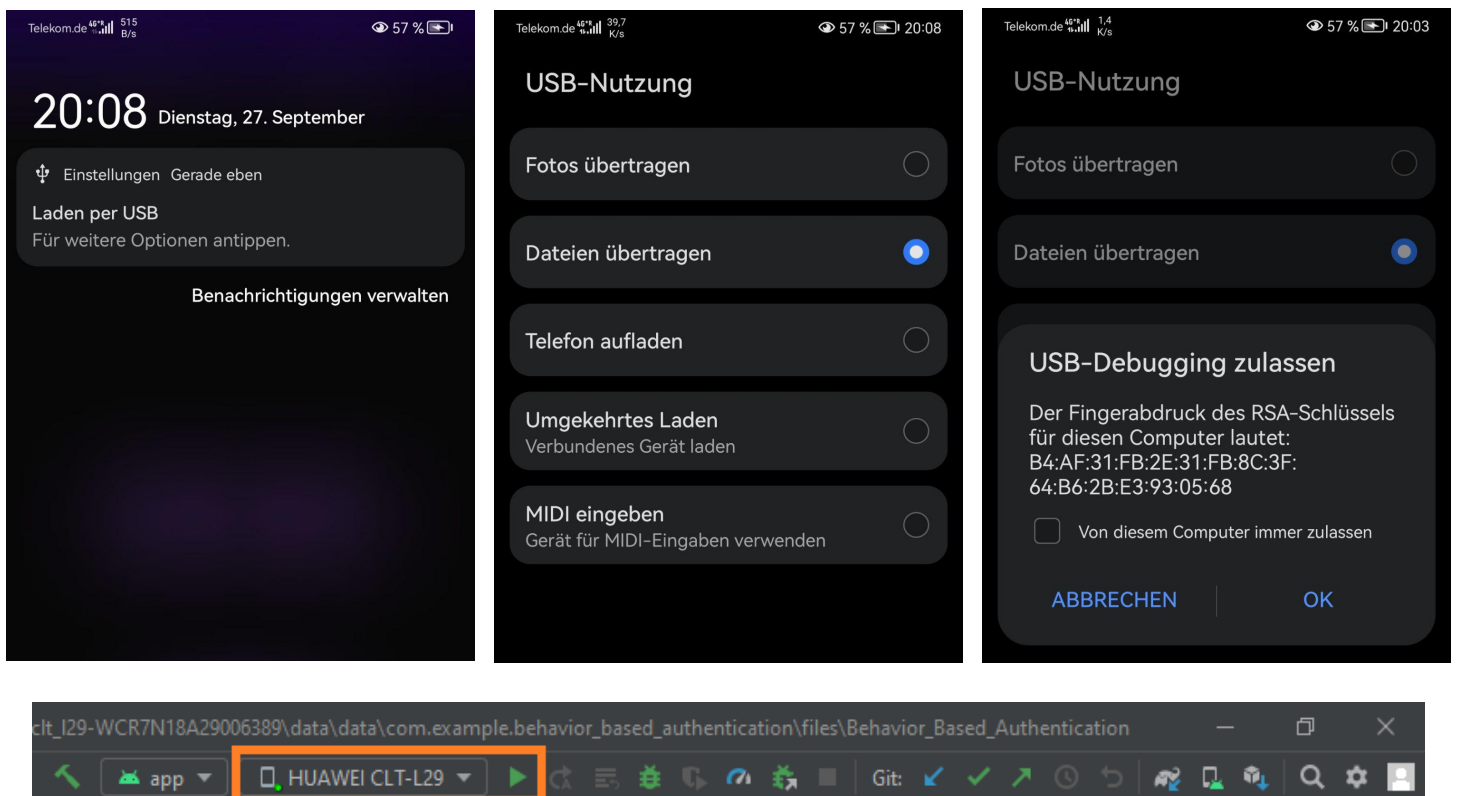 Telekom.de 4G+R 515 B/s 57 %
20:08 Dienstag, 27. September
Einstellungen Gerade eben
Laden per USB
Für weitere Optionen antippen.
Benachrichtigungen verwalten
Telekom.de 4G+R 39,7 K/s 57 % 20:08
USB-Nutzung
Fotos übertragen
Dateien übertragen
Telefon aufladen
Umgekehrtes Laden
Verbundenes Gerät laden
MIDI eingeben
Gerät für MIDI-Eingaben verwenden
Telekom.de 4G+R 1,4 K/s 57 % 20:03
USB-Nutzung
Fotos übertragen
Dateien übertragen
USB-Debugging zulassen
Der Fingerabdruck des RSA-Schlüssels
für diesen Computer lautet:
B4:AF:31:FB:2E:31:FB:8C:3F:
64:B6:2B:E3:93:05:68
Von diesem Computer immer zulassen
ABBRECHEN OK
clt_l29-WCR7N18A29006389\data\data\com.example.behavior_based_authentication\files\Behavior_Based_Authentication
app HUAWEI CLT-L29 Git: